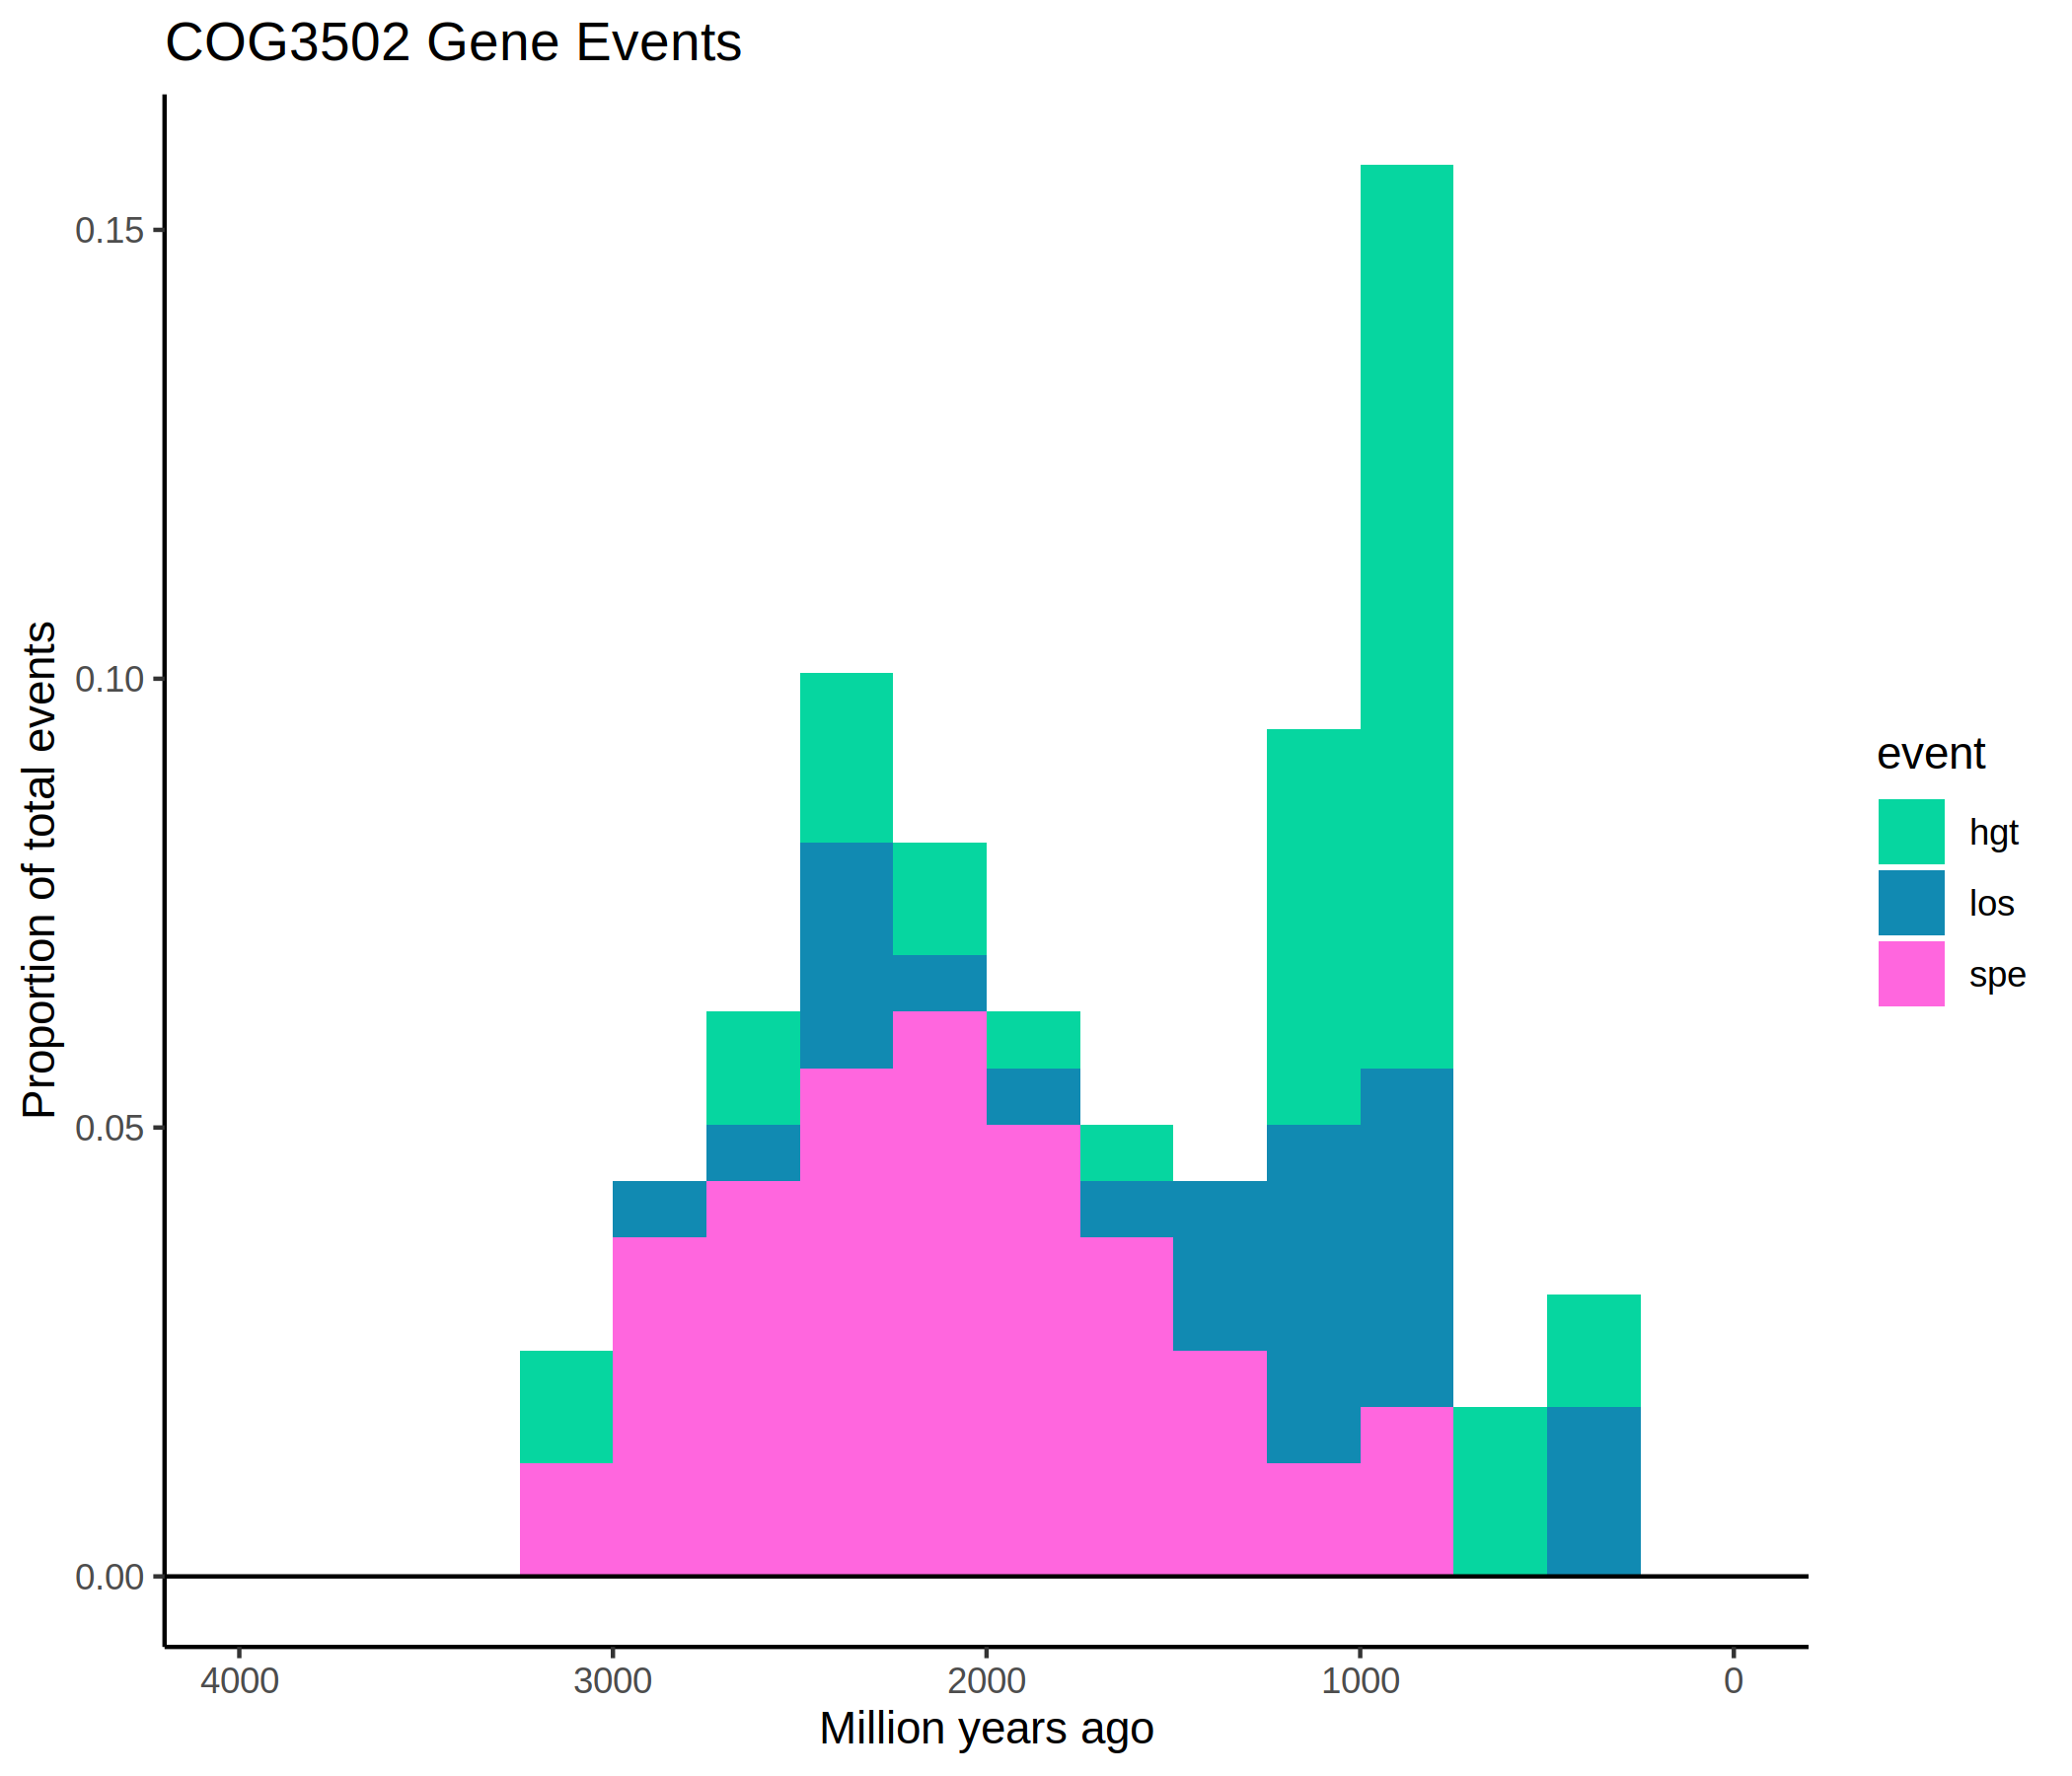 COG3502 Gene Events
Proportion of total events
0.15
0.10
0.05
0.00
4000 3000 2000 1000 0
Million years ago
event
hgt
los
spe